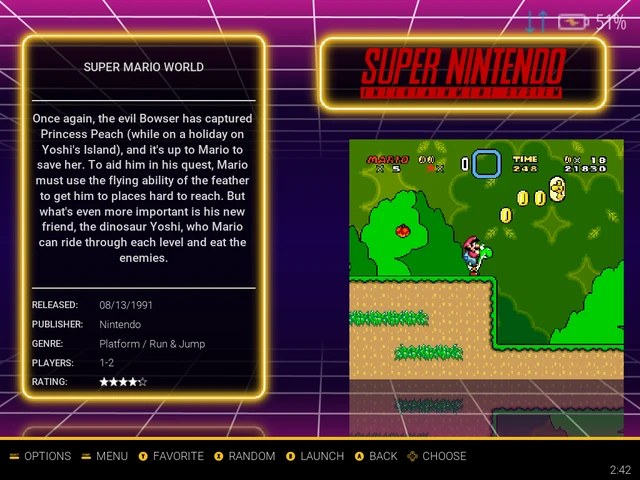 51%
SUPER MARIO WORLD
Once again, the evil Bowser has captured
Princess Peach (while on a holiday on
Yoshi's Island), and it's up to Mario to
save her. To aid him in his quest, Mario
must use the flying ability of the feather
to get him to places hard to reach. But
what's even more important is his new
friend, the dinosaur Yoshi, who Mario
can ride through each level and eat the
enemies.
RELEASED: 08/13/1991
PUBLISHER: Nintendo
GENRE: Platform / Run & Jump
PLAYERS: 1-2
RATING:
SUPER NINTENDO
ENTERTAINMENT SYSTEM
MARIO 0 TIME x 18
x 5 248 21830
OPTIONS MENU Y FAVORITE X RANDOM B LAUNCH A BACK CHOOSE
2:42